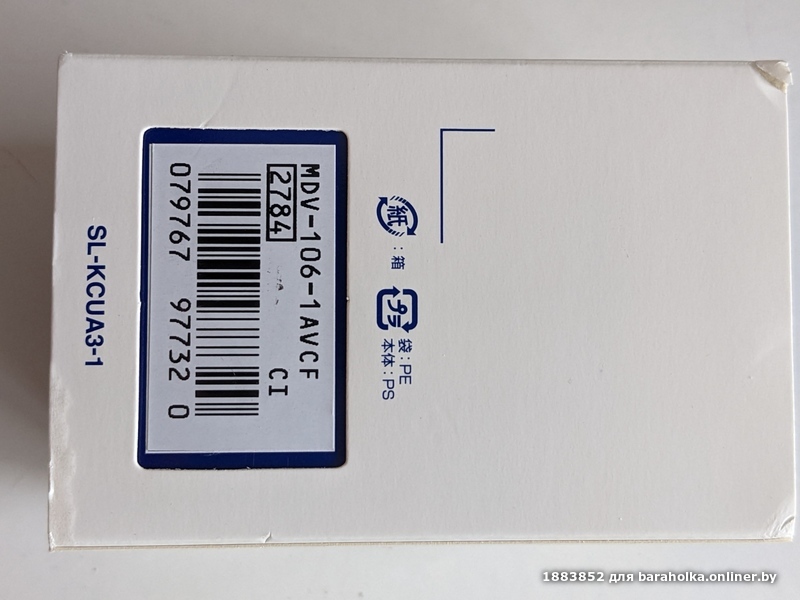 MDV-106-1AVCF
2784 CI
079767 97732 0
SL-KCUA3-1
紙 : 箱
プラ 袋 : PE
本体 : PS
1883852 для baraholka.onliner.by